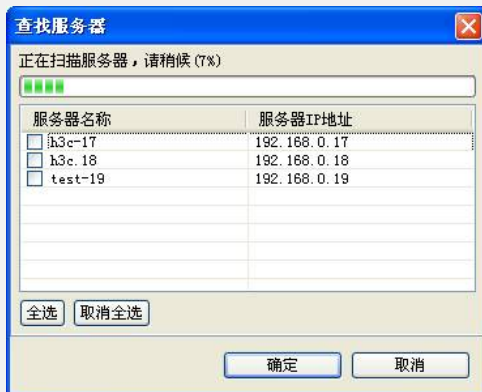 查找服务器
正在扫描服务器，请稍候(7%)
服务器名称 服务器IP地址
h3c-17 192.168.0.17
h3c.18 192.168.0.18
test-19 192.168.0.19
全选 取消全选
确定 取消